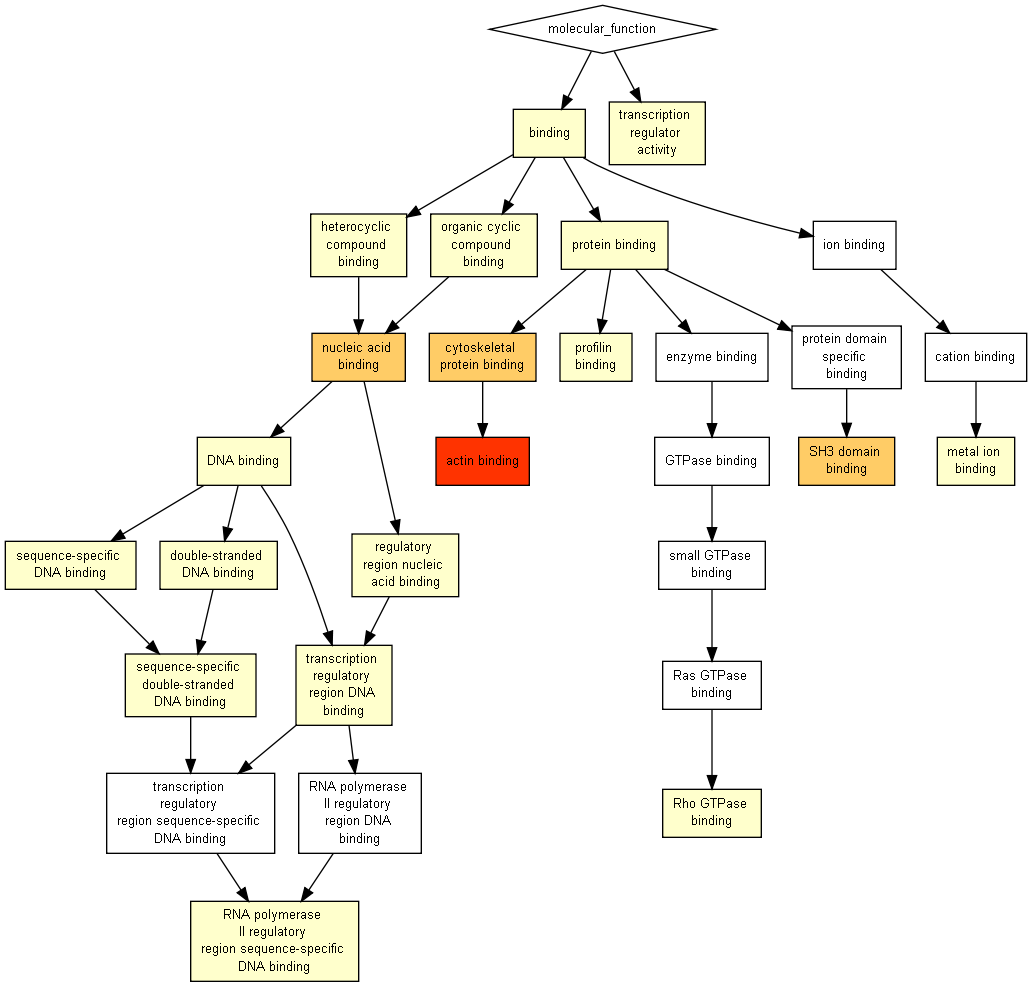 molecular_function
binding
transcription
regulator
activity
heterocyclic
compound
binding
organic cyclic
compound
binding
protein binding
ion binding
nucleic acid
binding
cytoskeletal
protein binding
profilin
binding
enzyme binding
protein domain
specific
binding
cation binding
DNA binding
actin binding
GTPase binding
SH3 domain
binding
metal ion
binding
sequence-specific
DNA binding
double-stranded
DNA binding
regulatory
region nucleic
acid binding
small GTPase
binding
sequence-specific
double-stranded
DNA binding
transcription
regulatory
region DNA
binding
Ras GTPase
binding
transcription
regulatory
region sequence-specific
DNA binding
RNA polymerase
II regulatory
region DNA
binding
Rho GTPase
binding
RNA polymerase
II regulatory
region sequence-specific
DNA binding